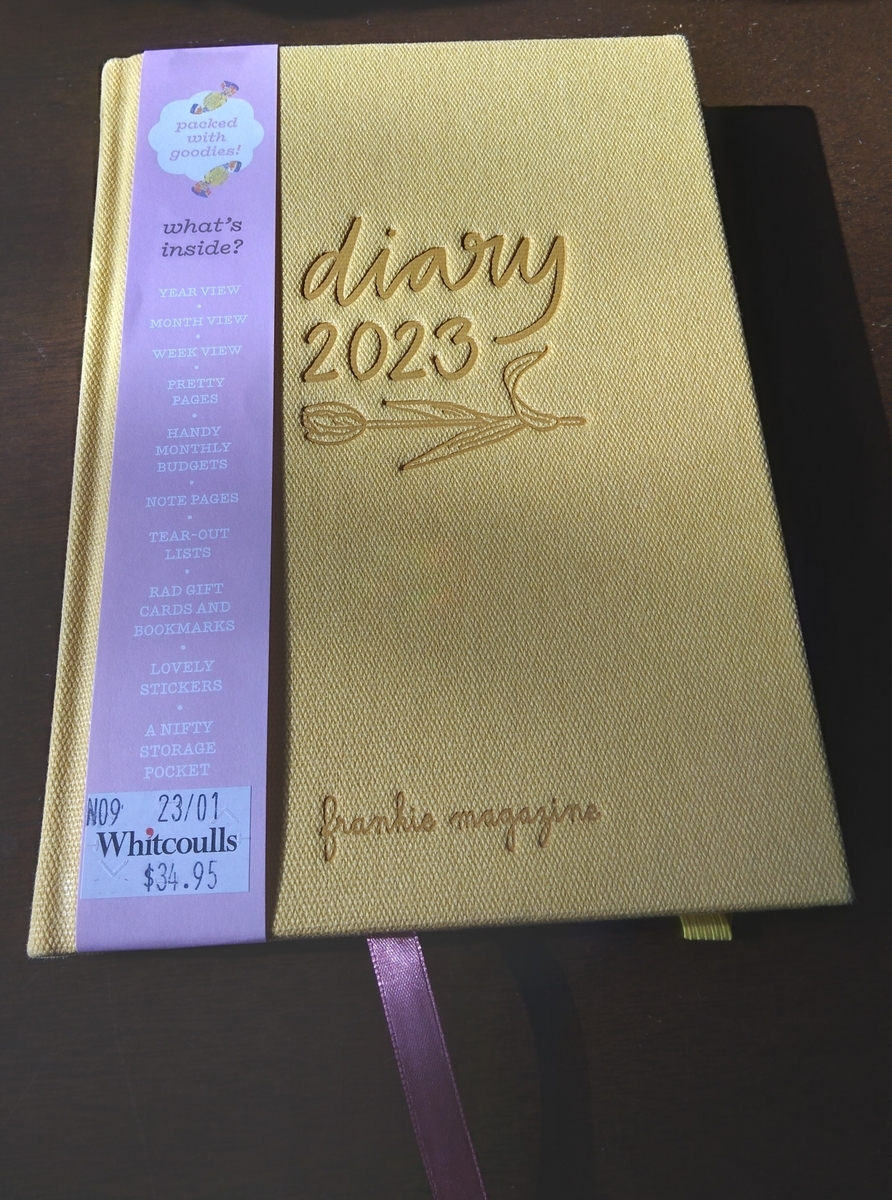 packed
with
goodies!
what's
inside?
YEAR VIEW
MONTH VIEW
WEEK VIEW
PRETTY
PAGES
HANDY
MONTHLY
BUDGETS
NOTE PAGES
TEAR-OUT
LISTS
RAD GIFT
CARDS AND
BOOKMARKS
LOVELY
STICKERS
A NIFTY
STORAGE
POCKET
N09 23/01
Whitcoulls
$34.95
diary
2023
frankie magazine